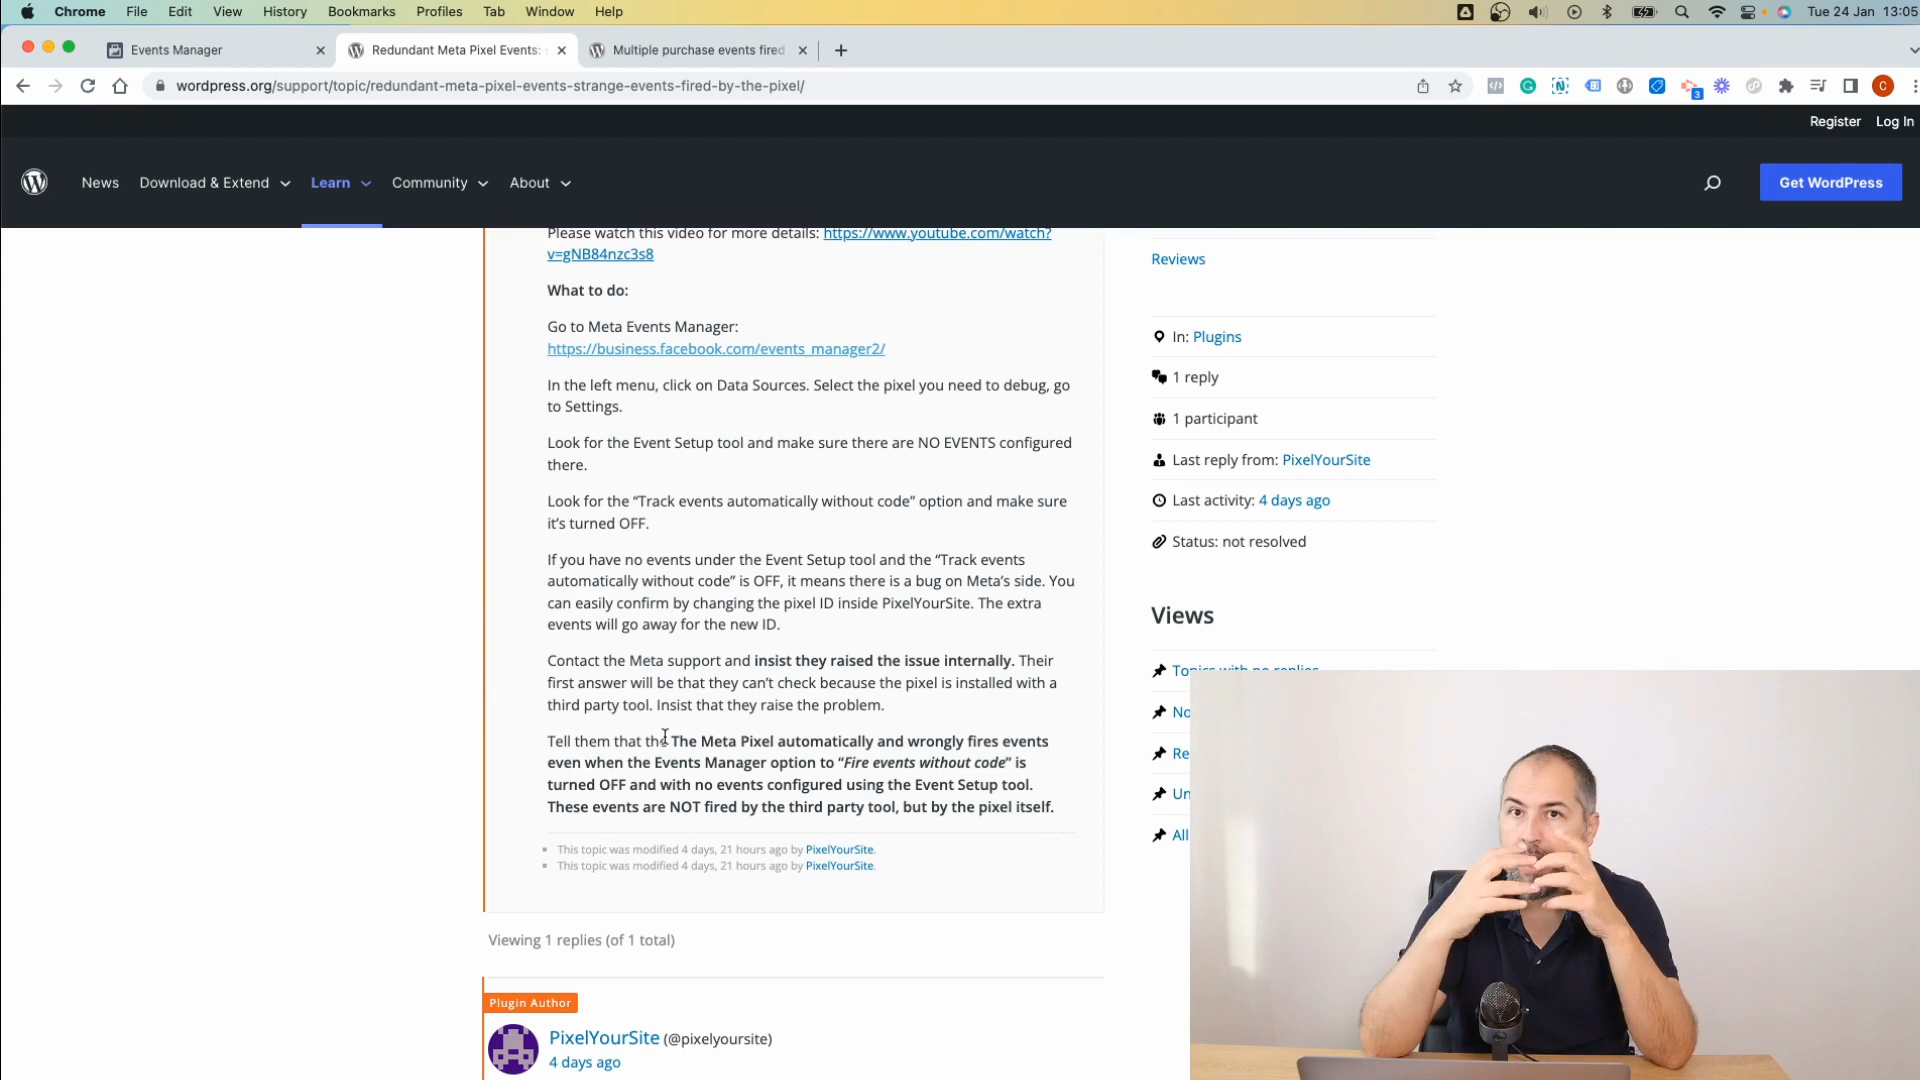 Chrome File Edit View History Bookmarks Profiles Tab Window Help
Tue 24 Jan 13:05
Events Manager
Redundant Meta Pixel Events:
Multiple purchase events fired
wordpress.org/support/topic/redundant-meta-pixel-events-strange-events-fired-by-the-pixel/
3
C
Register Log In
News Download & Extend Learn Community About
Get WordPress
Please watch this video for more details: https://www.youtube.com/watch?
v=gNB84nzc3s8
What to do:
Go to Meta Events Manager:
https://business.facebook.com/events_manager2/
In the left menu, click on Data Sources. Select the pixel you need to debug, go
to Settings.
Look for the Event Setup tool and make sure there are NO EVENTS configured
there.
Look for the “Track events automatically without code” option and make sure
it’s turned OFF.
If you have no events under the Event Setup tool and the “Track events
automatically without code” is OFF, it means there is a bug on Meta’s side. You
can easily confirm by changing the pixel ID inside PixelYourSite. The extra
events will go away for the new ID.
Contact the Meta support and insist they raised the issue internally. Their
first answer will be that they can’t check because the pixel is installed with a
third party tool. Insist that they raise the problem.
Tell them that the The Meta Pixel automatically and wrongly fires events
even when the Events Manager option to “Fire events without code” is
turned OFF and with no events configured using the Event Setup tool.
These events are NOT fired by the third party tool, but by the pixel itself.
This topic was modified 4 days, 21 hours ago by PixelYourSite.
This topic was modified 4 days, 21 hours ago by PixelYourSite.
Viewing 1 replies (of 1 total)
Plugin Author
PixelYourSite (@pixelyoursite)
4 days ago
Reviews
In: Plugins
1 reply
1 participant
Last reply from: PixelYourSite
Last activity: 4 days ago
Status: not resolved
Views
Topics with no replies
No
Re
Un
All